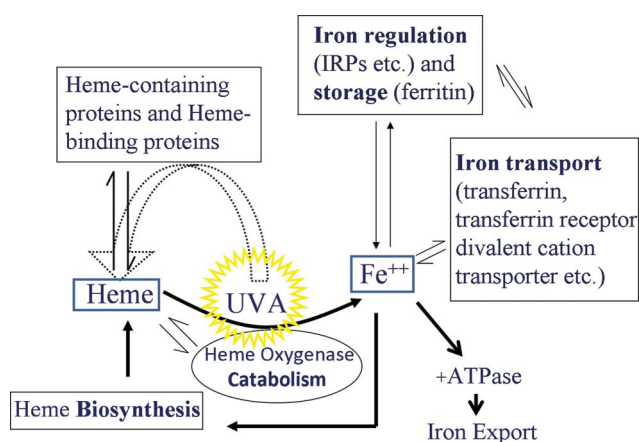 Iron regulation
(IRPs etc.) and
storage (ferritin)
Heme-containing
proteins and Heme-
binding proteins
Iron transport
(transferrin,
transferrin receptor
divalent cation
transporter etc.)
Heme
UVA
Fe++
Heme Oxygenase
Catabolism
+ATPase
Heme Biosynthesis
Iron Export